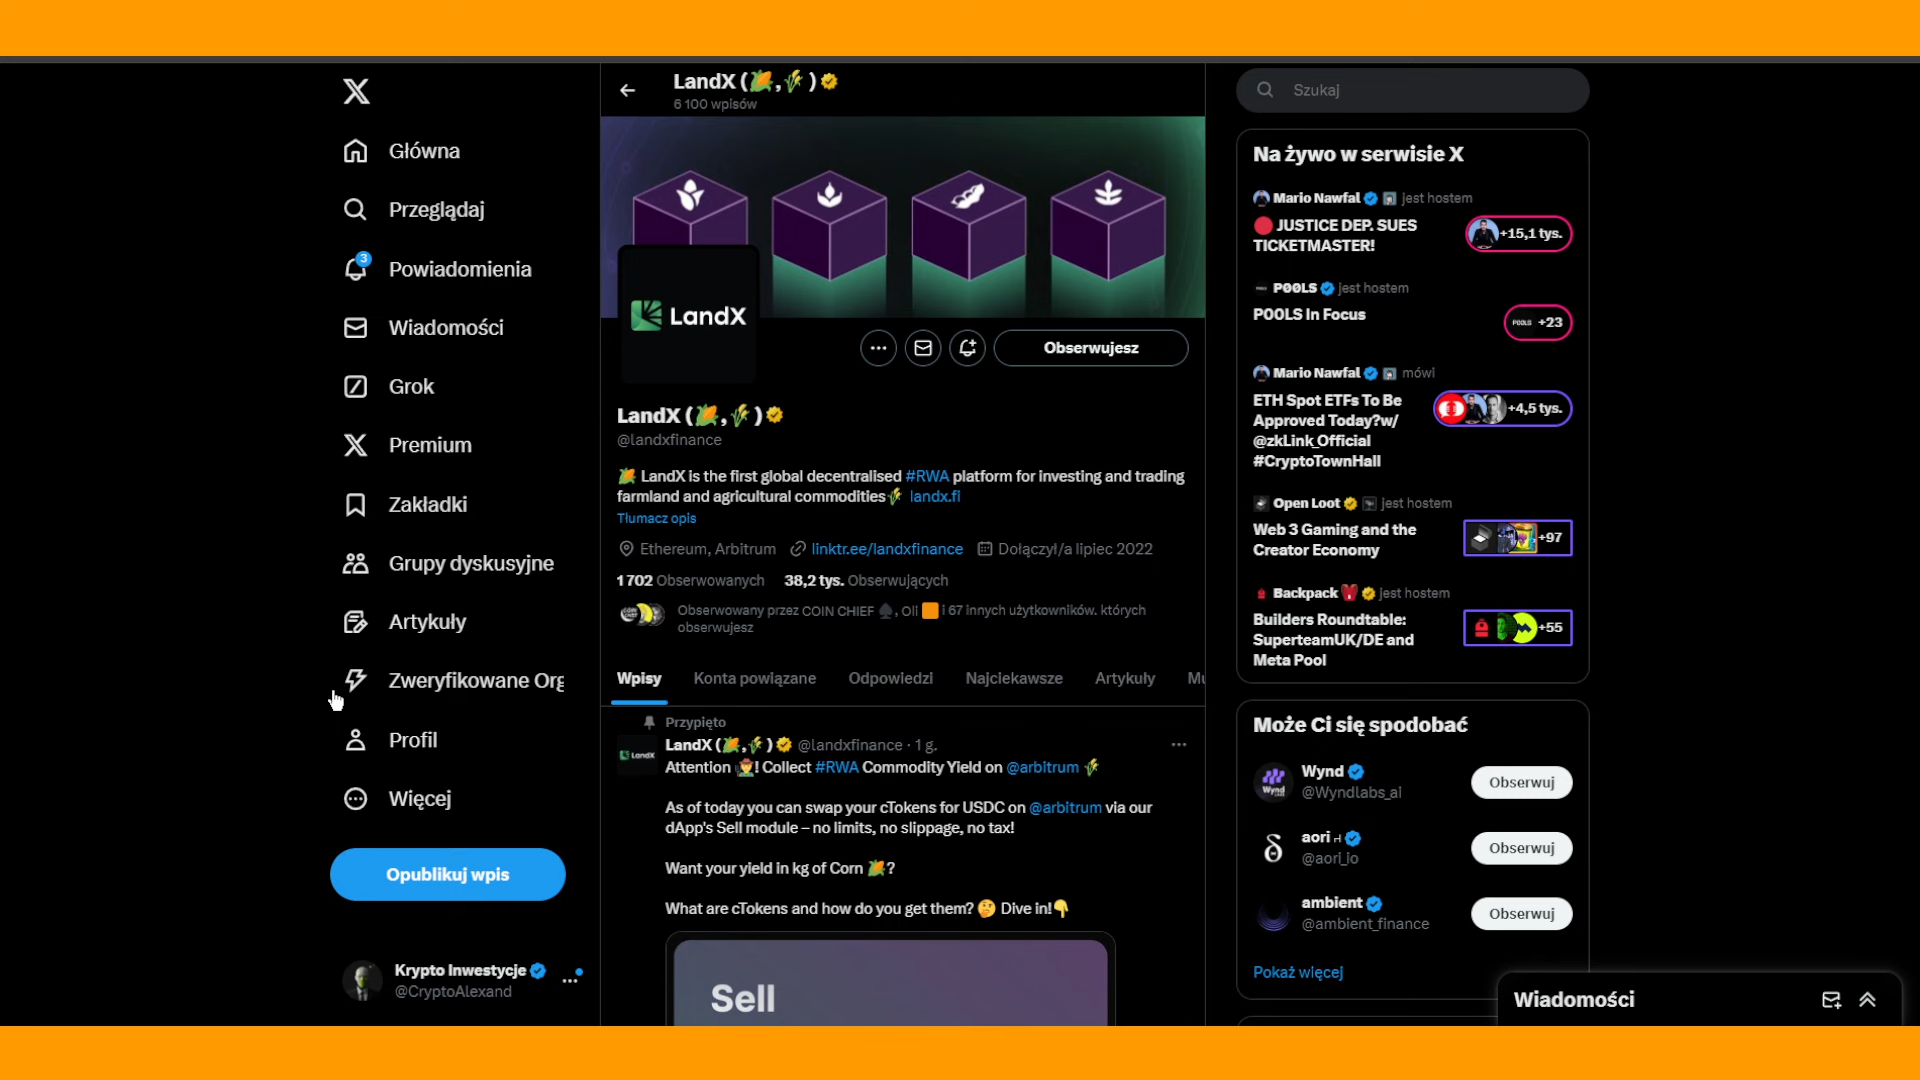 Główna
Przeglądaj
3
Powiadomienia
Wiadomości
Grok
Premium
Zakładki
Grupy dyskusyjne
Artykuły
Zweryfikowane Org
Profil
Więcej
Opublikuj wpis
Krypto Inwestycje
@CryptoAlexand
LandX (🌽,🌾)
6 100 wpisów
LandX
Obserwujesz
LandX (🌽,🌾)
@landxfinance
🌽 LandX is the first global decentralised #RWA platform for investing and trading
farmland and agricultural commodities🌾 landx.fi
Tłumacz opis
Ethereum, Arbitrum linktr.ee/landxfinance Dołączył/a lipiec 2022
1 702 Obserwowanych 38,2 tys. Obserwujących
Obserwowany przez COIN CHIEF ♠️, Oli 🟧 i 67 innych użytkowników, których
obserwujesz
Wpisy Konta powiązane Odpowiedzi Najciekawsze Artykuły Mu
Przypięto
LandX (🌽,🌾) @landxfinance · 1 g.
Attention 🧑‍🌾! Collect #RWA Commodity Yield on @arbitrum 🌾
As of today you can swap your cTokens for USDC on @arbitrum via our
dApp's Sell module – no limits, no slippage, no tax!
Want your yield in kg of Corn 🌽?
What are cTokens and how do you get them? 🤔 Dive in!👇
Sell
Szukaj
Na żywo w serwisie X
Mario Nawfal jest hostem
🔴 JUSTICE DEP. SUES
TICKETMASTER!
+15,1 tys.
P00LS jest hostem
P00LS In Focus
P00LS +23
Mario Nawfal mówi
ETH Spot ETFs To Be
Approved Today?w/
@zkLink_Official
#CryptoTownHall
+4,5 tys.
Open Loot jest hostem
Web 3 Gaming and the
Creator Economy
+97
Backpack 🎒 jest hostem
Builders Roundtable:
SuperteamUK/DE and
Meta Pool
+55
Może Ci się spodobać
Wynd
@Wyndlabs_ai
Obserwuj
aori
@aori_io
Obserwuj
ambient
@ambient_finance
Obserwuj
Pokaż więcej
Wiadomości